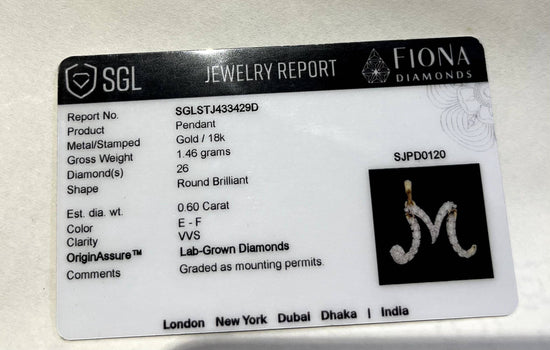 SGL JEWELRY REPORT FIONA
DIAMONDS
Report No. SGLSTJ433429D
Product Pendant
Metal/Stamped Gold / 18k
Gross Weight 1.46 grams
Diamond(s) 26
Shape Round Brilliant
Est. dia. wt. 0.60 Carat
Color E - F
Clarity VVS
OriginAssure™ Lab-Grown Diamonds
Comments Graded as mounting permits.
SJPD0120
London New York Dubai Dhaka | India